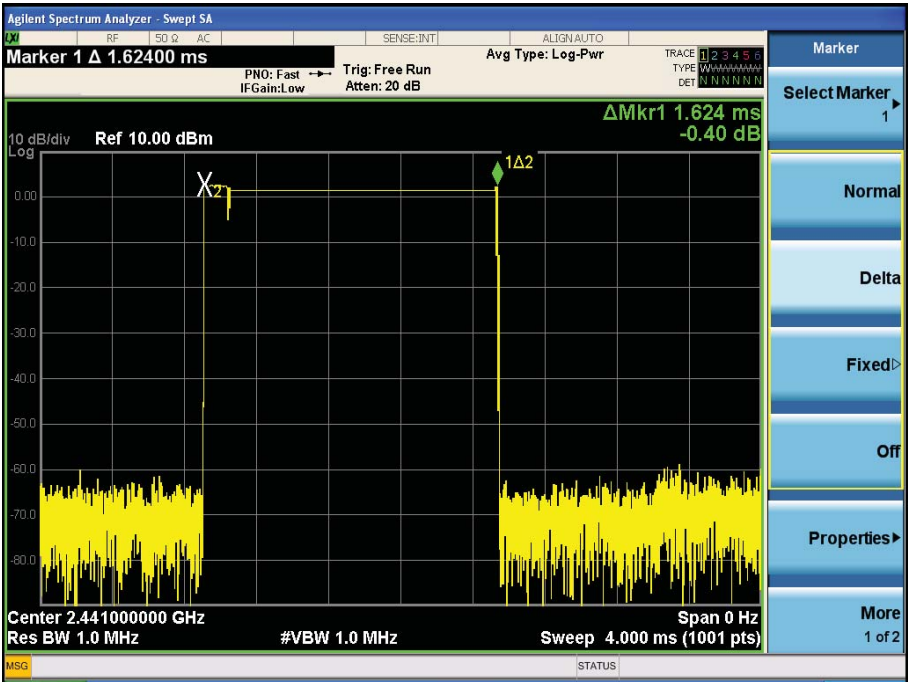 Agilent Spectrum Analyzer - Swept SA
LXI RF 50 Ω AC SENSE:INT ALIGN AUTO
Marker 1 Δ 1.62400 ms
PNO: Fast
IFGain:Low
Trig: Free Run
Atten: 20 dB
Avg Type: Log-Pwr
TRACE 1 2 3 4 5 6
TYPE
DET N N N N N N
ΔMkr1 1.624 ms
-0.40 dB
10 dB/div Ref 10.00 dBm
Log
0.00
-10.0
-20.0
-30.0
-40.0
-50.0
-60.0
-70.0
-80.0
X2
1Δ2
Center 2.441000000 GHz
Span 0 Hz
Res BW 1.0 MHz
#VBW 1.0 MHz
Sweep 4.000 ms (1001 pts)
MSG
STATUS
Marker
Select Marker
1
Normal
Delta
Fixed
Off
Properties
More
1 of 2